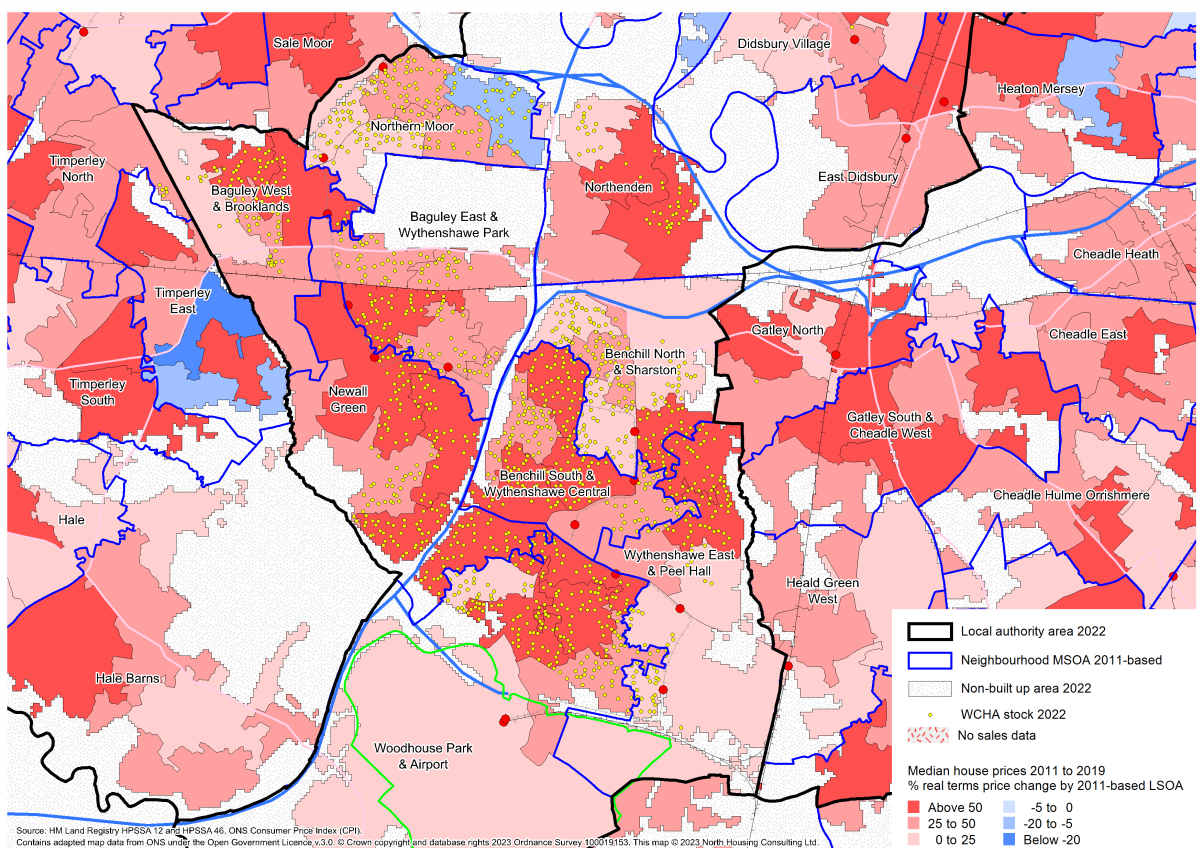 Sale Moor
Didsbury Village
Heaton Mersey
Northern Moor
Timperley
North
Baguley West
& Brooklands
Northenden
East Didsbury
Baguley East &
Wythenshawe Park
Cheadle Heath
Timperley
East
Gatley North
Cheadle East
Benchill North
& Sharston
Timperley
South
Newall
Green
Gatley South &
Cheadle West
Benchill South &
Wythenshawe Central
Cheadle Hulme Orrishmere
Hale
Wythenshawe East
& Peel Hall
Heald Green
West
Hale Barns
Woodhouse Park
& Airport
Local authority area 2022
Neighbourhood MSOA 2011-based
Non-built up area 2022
WCHA stock 2022
No sales data
Median house prices 2011 to 2019
% real terms price change by 2011-based LSOA
Above 50 -5 to 0
25 to 50 -20 to -5
0 to 25 Below -20
Source: HM Land Registry HPSSA 12 and HPSSA 46, ONS Consumer Price Index (CPI).
Contains adapted map data from ONS under the Open Government Licence v.3.0. © Crown copyright and database rights 2023 Ordnance Survey 100019153. This map © 2023 North Housing Consulting Ltd.